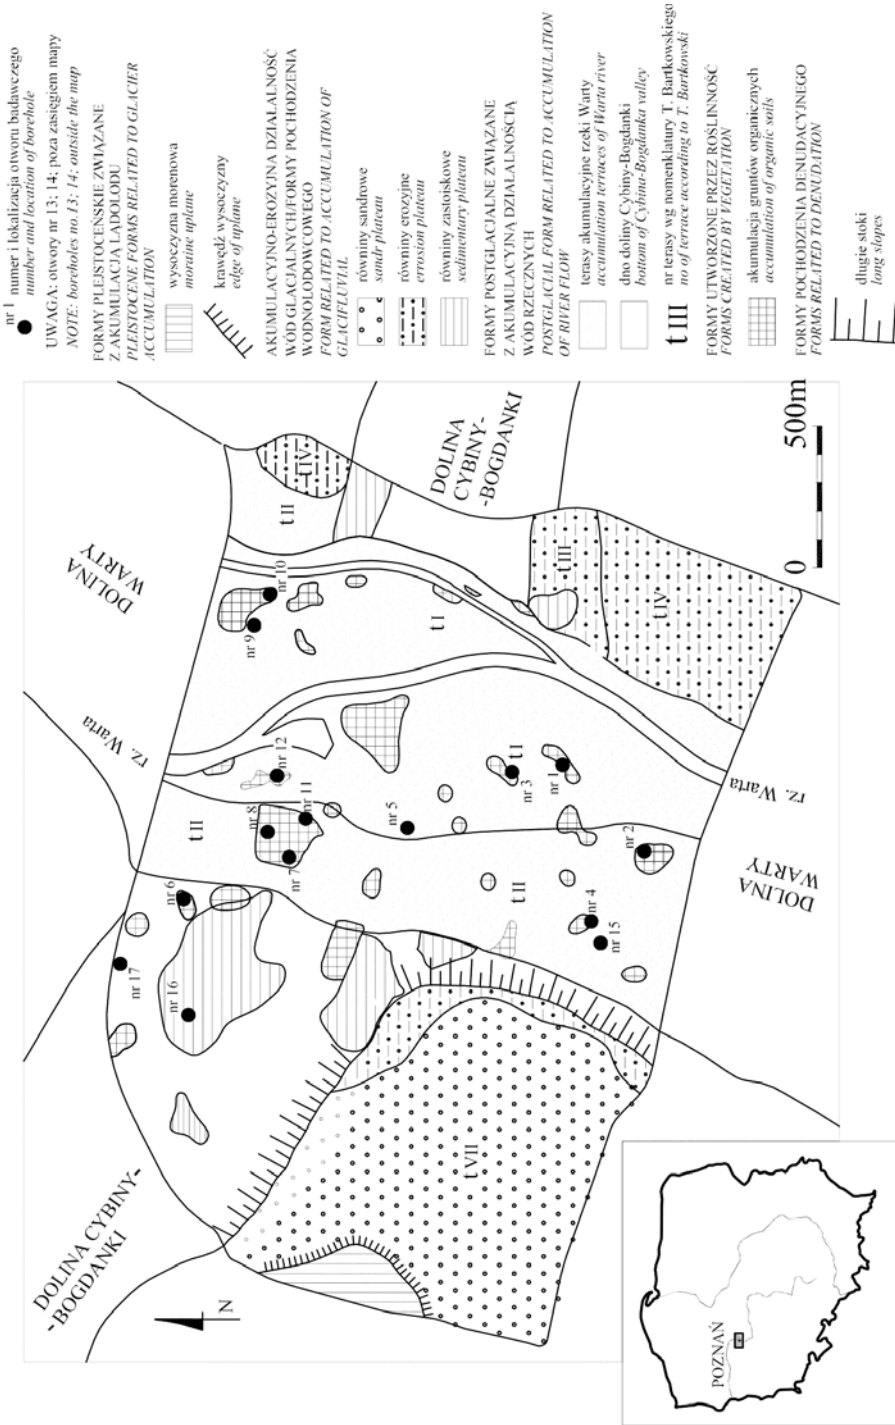 nr 1
numer i lokalizacja otworu badawczego
number and location of borehole
UWAGA: otwory nr 13; 14; poza zasięgiem mapy
NOTE: boreholes no.13; 14; outside the map
FORMY PLEJSTOCEŃSKIE ZWIĄZANE
Z AKUMULACJĄ LĄDOLODU
PLEISTOCENE FORMS RELATED TO GLACIER
ACCUMULATION
wysoczyzna morenowa
moraine uplane
krawędź wysoczyzny
edge of uplane
AKUMULACYJNO-EROZYJNA DZIAŁALNOŚĆ
WÓD GLACJALNYCH/FORMY POCHODZENIA
WODNOLODOWCOWEGO
FORM RELATED TO ACCUMULATION OF
GLACIFLUVIAL
równiny sandrowe
sandr plateau
równiny erozyjne
errosion plateau
równiny zastoiskowe
sedimentary plateau
FORMY POSTGLACJALNE ZWIĄZANE
Z AKUMULACYJNĄ DZIAŁALNOŚCIĄ
WÓD RZECZNYCH
POSTGLACIAL FORM RELATED TO ACCUMULATION
OF RIVER FLOW
terasy akumulacyjne rzeki Warty
accumulation terraces of Warta river
dno doliny Cybiny-Bogdanki
bottom of Cybina-Bogdanka valley
t III
nr terasy wg nomenklatury T. Bartkowskiego
no of terrace according to T. Bartkowski
FORMY UTWORZONE PRZEZ ROŚLINNOŚĆ
FORMS CREATED BY VEGETATION
akumulacja gruntów organicznych
accumulation of organic soils
FORMY POCHODZENIA DENUDACYJNEGO
FORMS RELATED TO DENUDATION
długie stoki
long slopes
DOLINA CYBINY-
-BOGDANKI
N
DOLINA
WARTY
rz. Warta
nr 17
nr 16
nr 6
t II
nr 8
nr 7
nr 11
nr 12
nr 9
nr 10
t II
t IV
DOLINA
CYBINY-
-BOGDANKI
t I
nr 5
t VII
t II
nr 3
t I
nr 1
t III
t IV
nr 4
nr 15
nr 2
rz. Warta
DOLINA
WARTY
0
500m
POZNAŃ